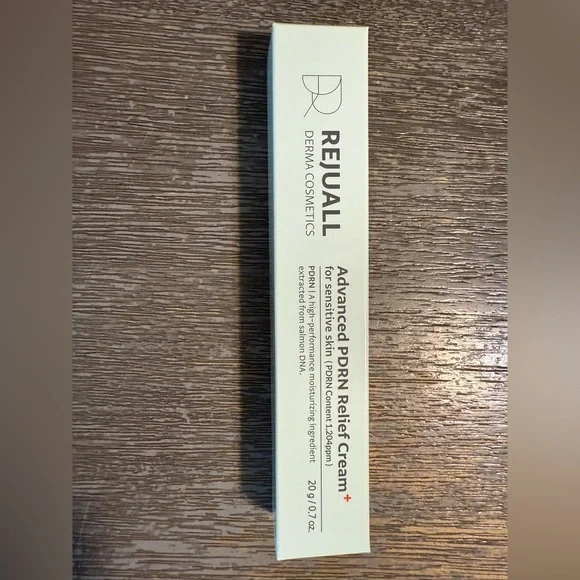 REJUALL
DERMA COSMETICS
Advanced PDRN Relief Cream+
for sensitive skin (PDRN Content 1,204ppm)
PDRN | A high-performance moisturizing ingredient
extracted from salmon DNA.
20 g / 0.7 oz.